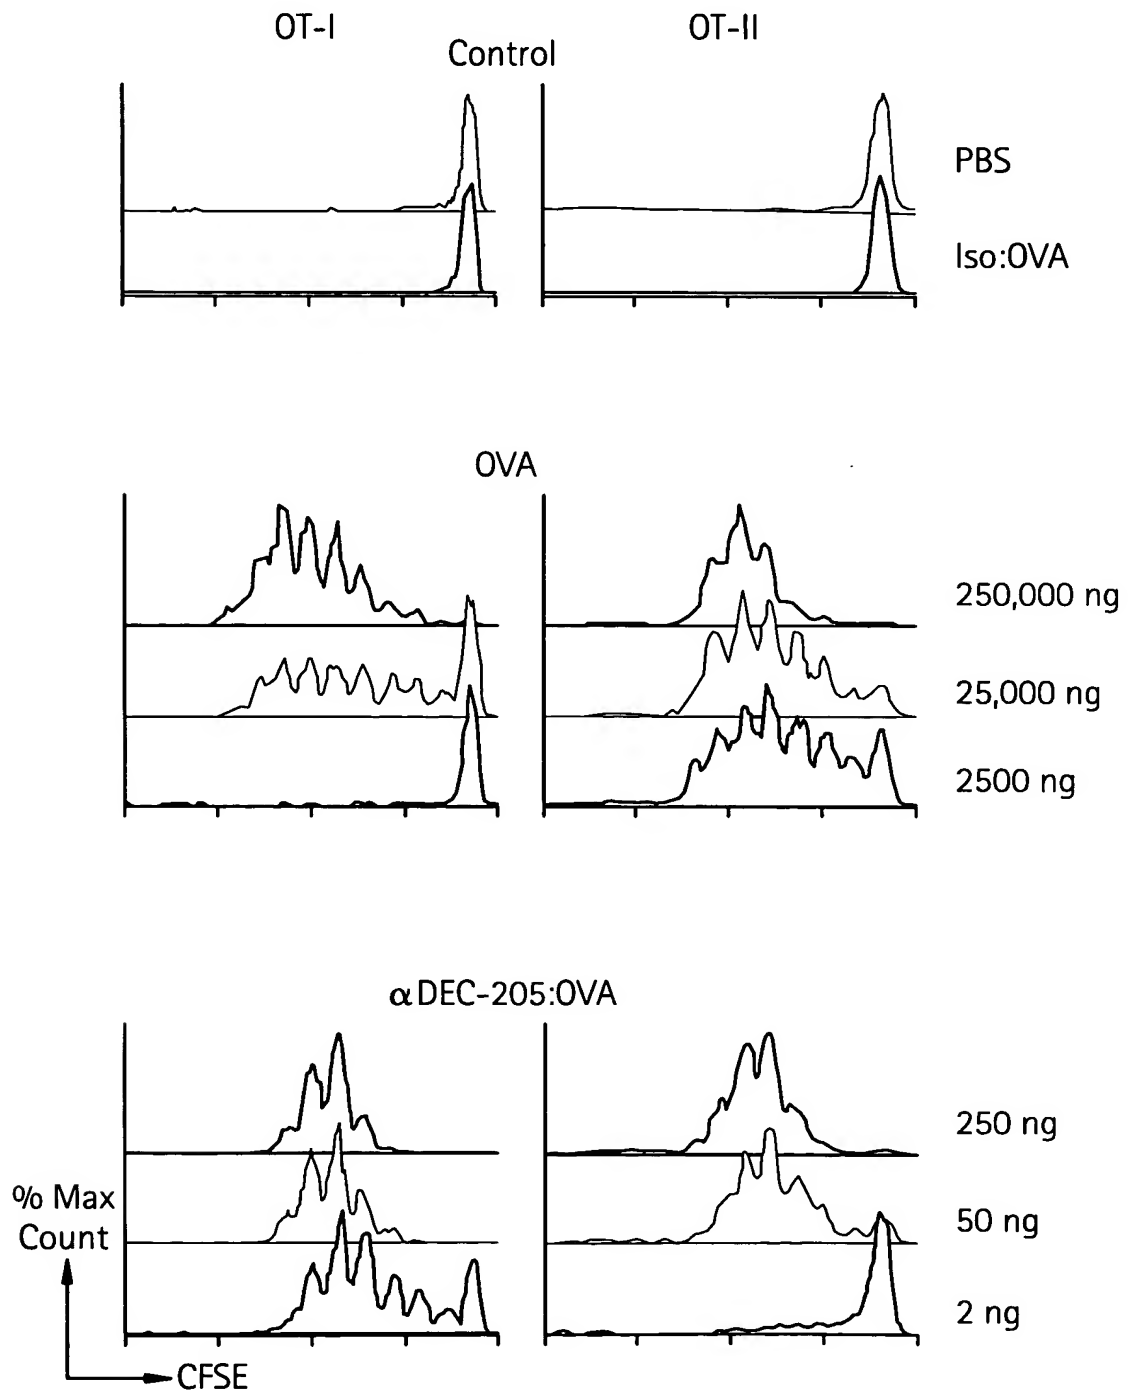 OT-I
OT-II
Control
PBS
Iso:OVA
OVA
250,000 ng
25,000 ng
2500 ng
αDEC-205:OVA
250 ng
50 ng
2 ng
% Max
Count
CFSE